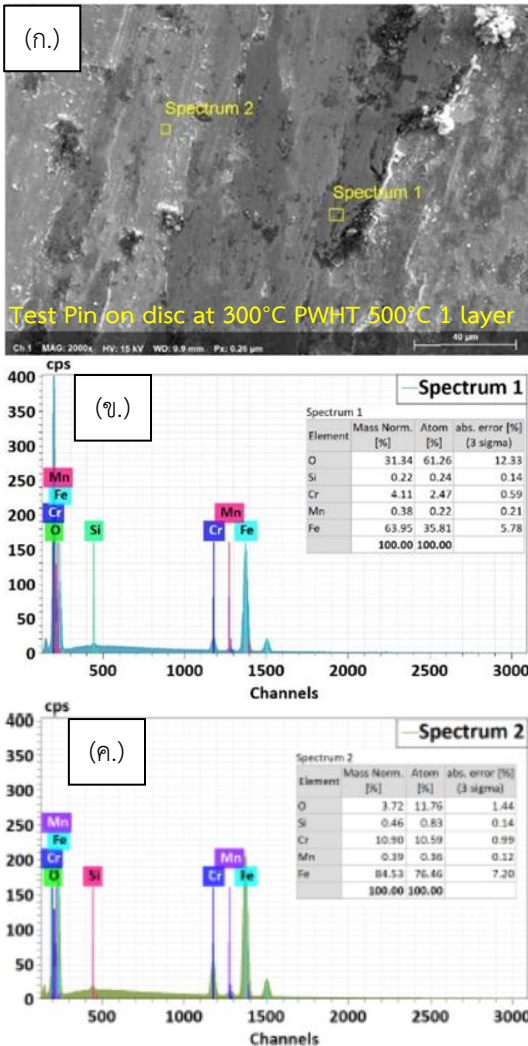 (ก.)
Spectrum 2
Spectrum 1
Test Pin on disc at 300°C PWHT 500°C 1 layer
Ch 1 MAG: 2000x HV: 15 kV WD: 9.9 mm Px: 0.26 µm
40 µm
cps
400
350
300
250
200
150
100
50
0
(ข.)
Spectrum 1
Spectrum 1
Element Mass Norm. [%] Atom [%] abs. error [%] (3 sigma)
O 31.34 61.26 12.33
Si 0.22 0.24 0.14
Cr 4.11 2.47 0.59
Mn 0.38 0.22 0.21
Fe 63.95 35.81 5.78
100.00 100.00
Mn
Fe
Cr
O
Si
Cr
Mn
Fe
500 1000 1500 2000 2500 3000
Channels
cps
400
350
300
250
200
150
100
50
0
(ค.)
Spectrum 2
Spectrum 2
Element Mass Norm. [%] Atom [%] abs. error [%] (3 sigma)
O 3.72 11.76 1.44
Si 0.46 0.83 0.14
Cr 10.90 10.59 0.99
Mn 0.39 0.36 0.12
Fe 84.53 76.46 7.20
100.00 100.00
Mn
Fe
Cr
O
Si
Cr
Mn
Fe
500 1000 1500 2000 2500 3000
Channels